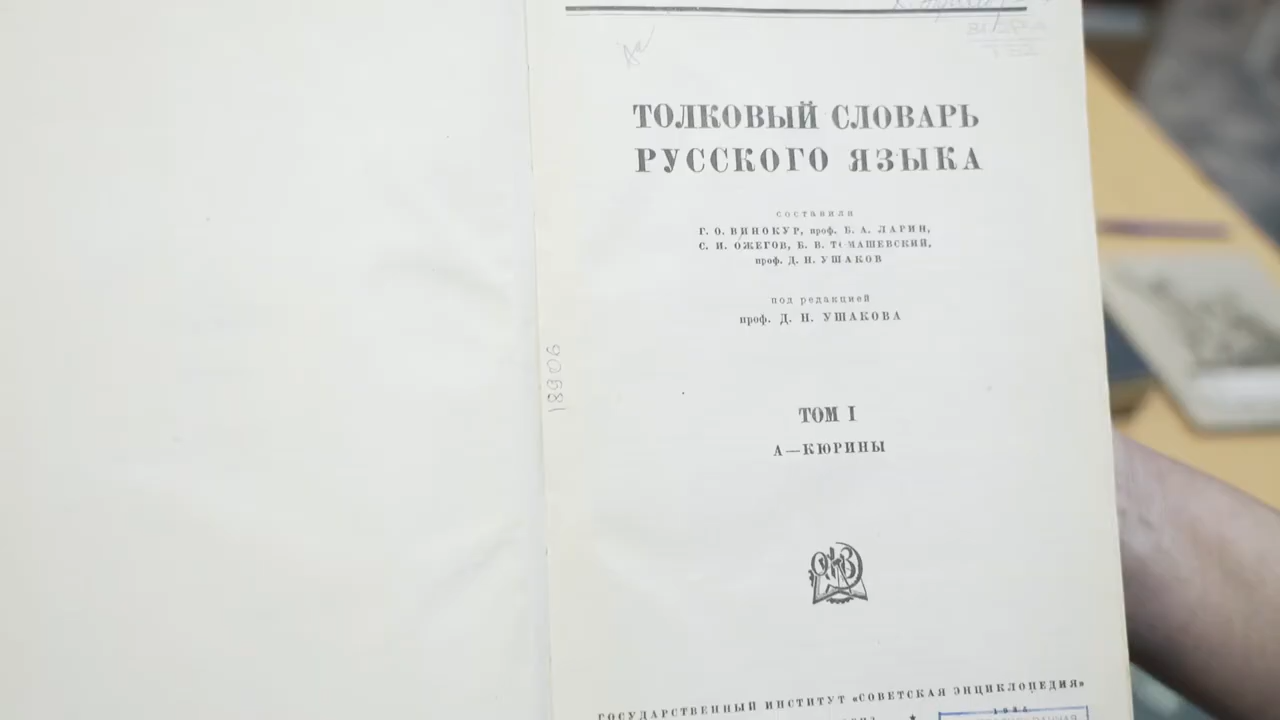 ТОЛКОВЫЙ СЛОВАРЬ
РУССКОГО ЯЗЫКА
составили
Г. О. ВИНОКУР, проф. Б. А. ЛАРИН,
С. И. ОЖЕГОВ, Б. В. ТОМАШЕВСКИЙ,
проф. Д. Н. УШАКОВ
под редакцией
проф. Д. Н. УШАКОВА
18906
ТОМ I
А—КЮРИНЫ
ГОСУДАРСТВЕННЫЙ ИНСТИТУТ «СОВЕТСКАЯ ЭНЦИКЛОПЕДИЯ»